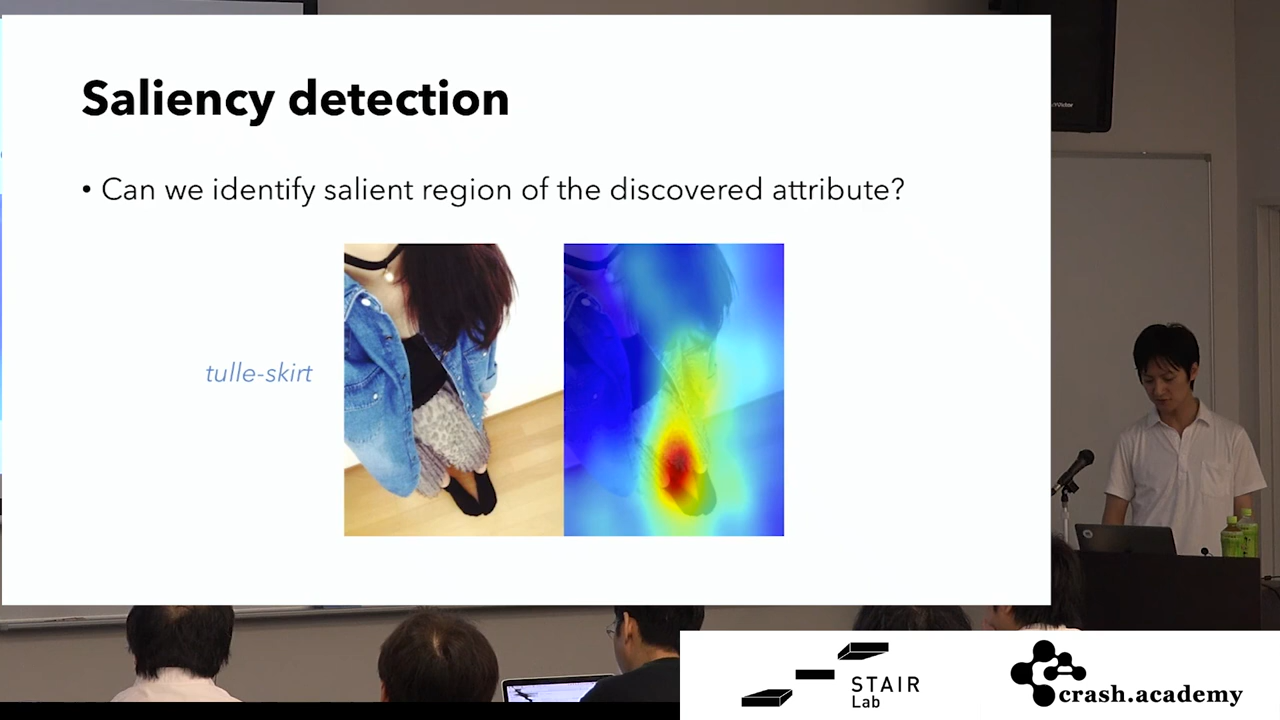 Saliency detection
• Can we identify salient region of the discovered attribute?
tulle-skirt
STAIR
Lab
crash.academy